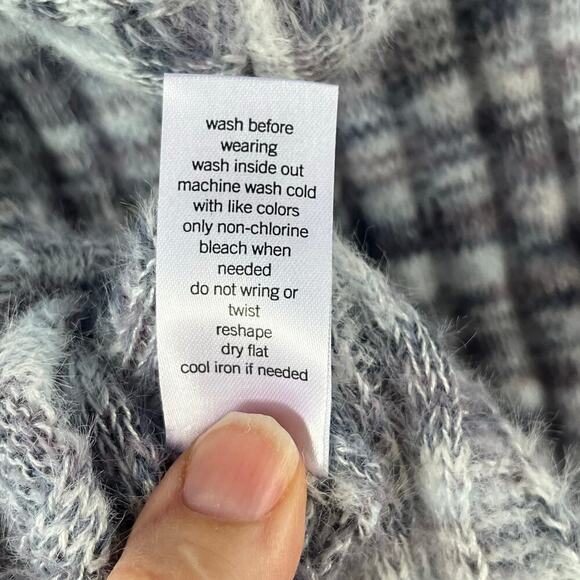 wash before
wearing
wash inside out
machine wash cold
with like colors
only non-chlorine
bleach when
needed
do not wring or
twist
reshape
dry flat
cool iron if needed